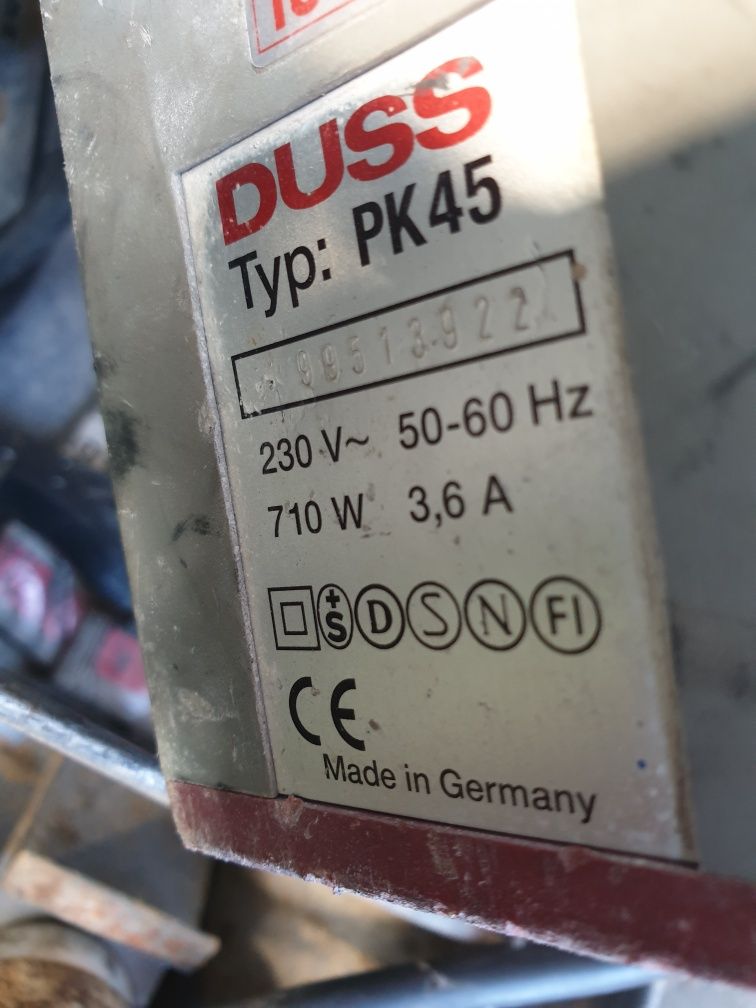 DUSS
Typ: PK45
99513922
230 V~ 50-60 Hz
710 W 3,6 A
+S D S N FI
CE
Made in Germany